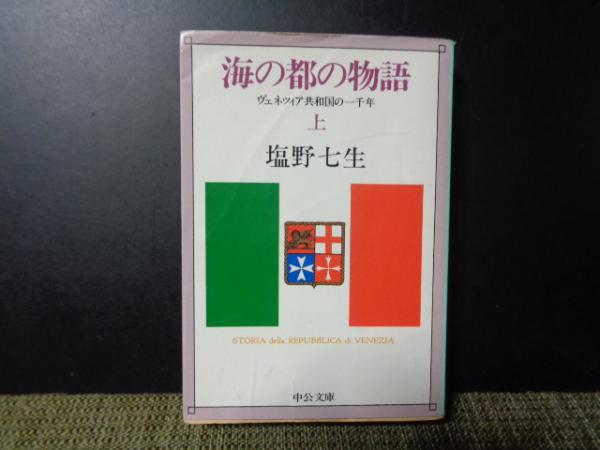 海の都の物語
ヴェネツィア共和国の一千年
上
塩野七生
STORIA della REPUBBLICA di VENEZIA
中公文庫